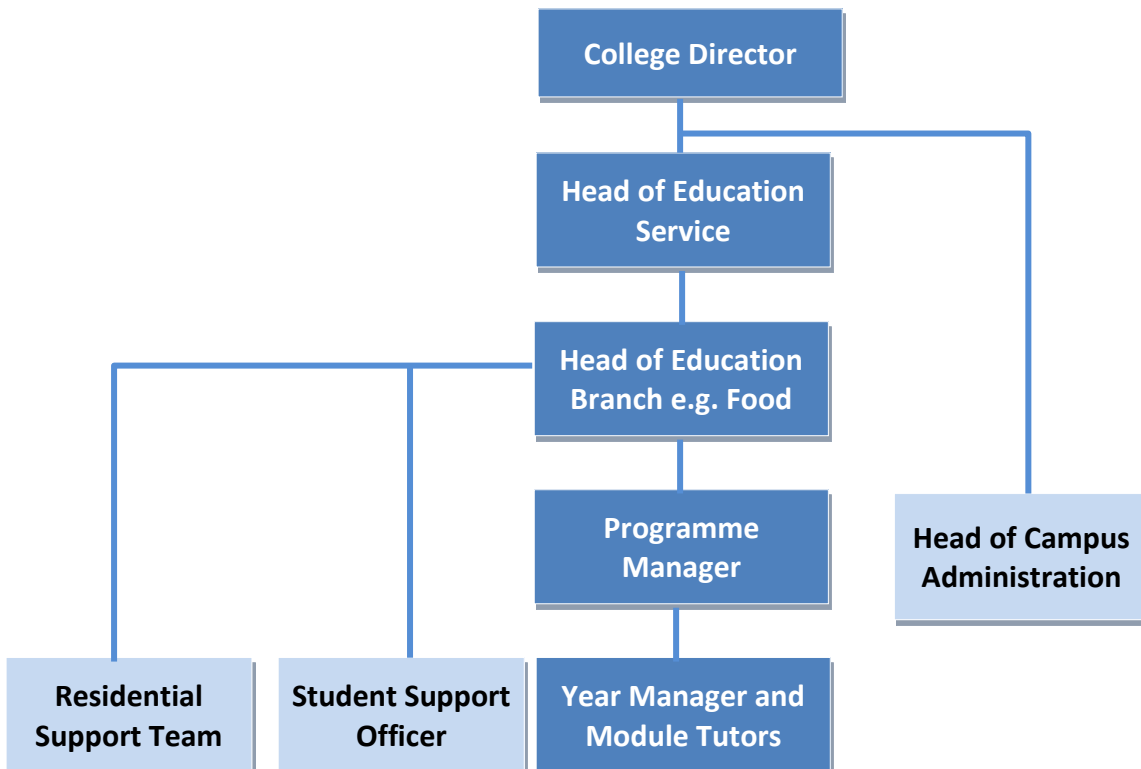 College Director
Head of Education
Service
Head of Education
Branch e.g. Food
Programme
Manager
Head of Campus
Administration
Residential
Support Team
Student Support
Officer
Year Manager and
Module Tutors